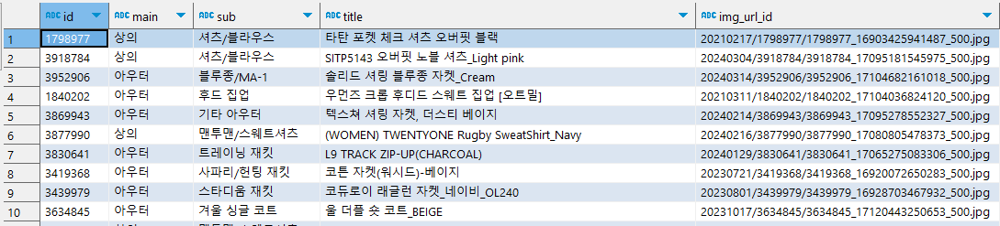 ABC id ABC main ABC sub ABC title ABC img_url_id
1 1798977 상의 셔츠/블라우스 타탄 포켓 체크 셔츠 오버핏 블랙 20210217/1798977/1798977_16903425941487_500.jpg
2 3918784 상의 셔츠/블라우스 SITP5143 오버핏 노블 셔츠_Light pink 20240304/3918784/3918784_17095181545975_500.jpg
3 3952906 아우터 블루종/MA-1 솔리드 셔링 블루종 자켓_Cream 20240314/3952906/3952906_17104682161018_500.jpg
4 1840202 아우터 후드 집업 우먼즈 크롭 후디드 스웨트 집업 [오트밀] 20210311/1840202/1840202_17104036824120_500.jpg
5 3869943 아우터 기타 아우터 텍스쳐 셔링 자켓, 더스티 베이지 20240214/3869943/3869943_17095278552327_500.jpg
6 3877990 상의 맨투맨/스웨트셔츠 (WOMEN) TWENTYONE Rugby SweatShirt_Navy 20240216/3877990/3877990_17080805478373_500.jpg
7 3830641 아우터 트레이닝 재킷 L9 TRACK ZIP-UP(CHARCOAL) 20240129/3830641/3830641_17065275083306_500.jpg
8 3419368 아우터 사파리/헌팅 재킷 코튼 자켓(워시드)-베이지 20230721/3419368/3419368_16920072650283_500.jpg
9 3439979 아우터 스타디움 재킷 코듀로이 래글런 자켓_네이비_OL240 20230801/3439979/3439979_16928703467932_500.jpg
10 3634845 아우터 겨울 싱글 코트 울 더플 숏 코트_BEIGE 20231017/3634845/3634845_17120443250653_500.jpg